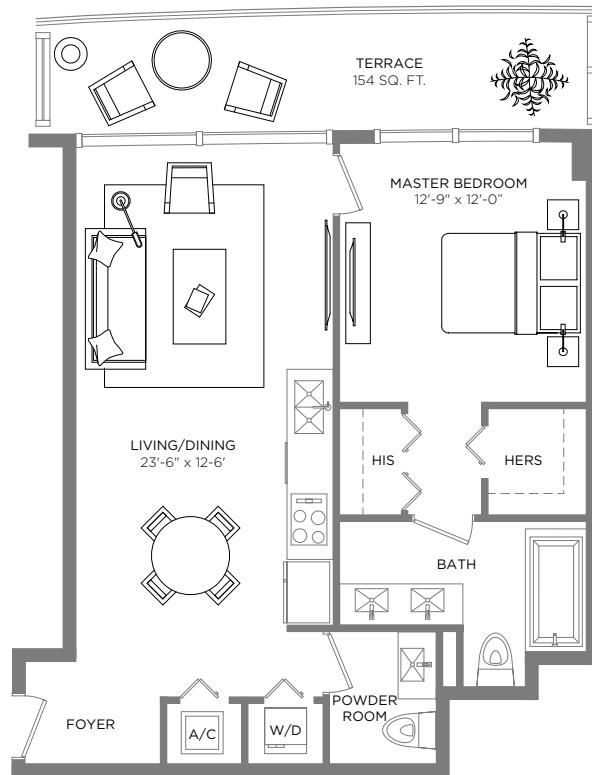 TERRACE
154 SQ. FT.
MASTER BEDROOM
12'-9" x 12'-0"
LIVING/DINING
23'-6" x 12-6'
HIS
HERS
BATH
POWDER
ROOM
FOYER
A/C
W/D